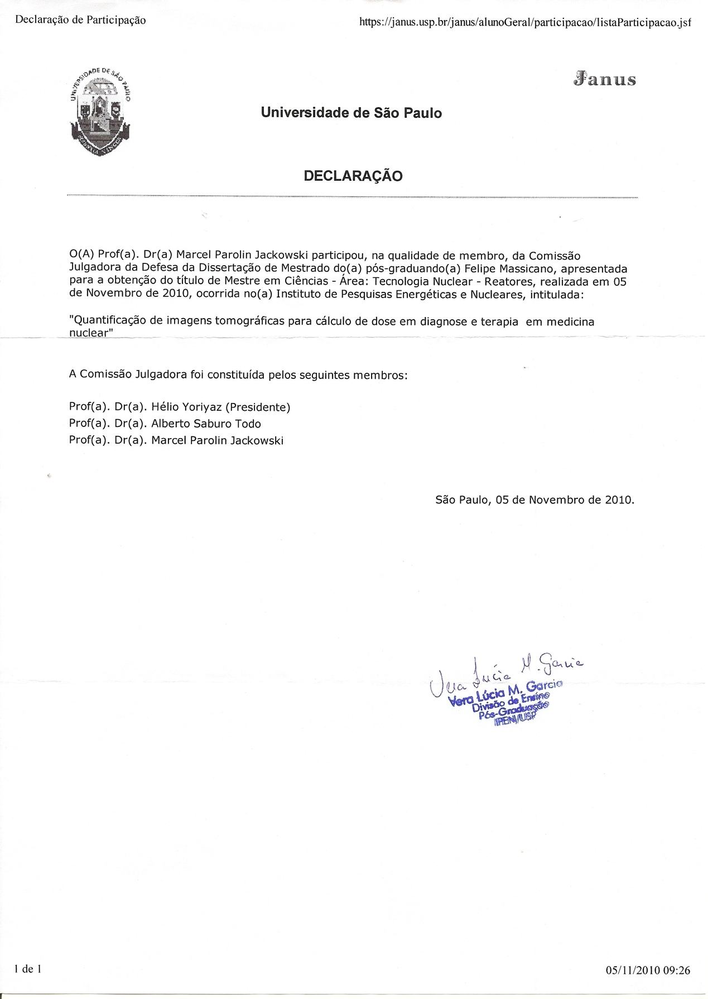 Declaração de Participação
https://janus.usp.br/janus/alunoGeral/participacao/listaParticipacao.jsf
UNIVERSIDADE DE SÃO PAULO
Janus
Universidade de São Paulo
DECLARAÇÃO
O(A) Prof(a). Dr(a) Marcel Parolin Jackowski participou, na qualidade de membro, da Comissão
Julgadora da Defesa da Dissertação de Mestrado do(a) pós-graduando(a) Felipe Massicano, apresentada
para a obtenção do título de Mestre em Ciências - Área: Tecnologia Nuclear - Reatores, realizada em 05
de Novembro de 2010, ocorrida no(a) Instituto de Pesquisas Energéticas e Nucleares, intitulada:
"Quantificação de imagens tomográficas para cálculo de dose em diagnose e terapia  em medicina
nuclear"
A Comissão Julgadora foi constituída pelos seguintes membros:
Prof(a). Dr(a). Hélio Yoriyaz (Presidente)
Prof(a). Dr(a). Alberto Saburo Todo
Prof(a). Dr(a). Marcel Parolin Jackowski
São Paulo, 05 de Novembro de 2010.
Vera Lúcia M. Garcia
Vera Lúcia M. Garcia
Divisão de Ensino
Pós-Graduação
IPEN/USP
1 de 1
05/11/2010 09:26